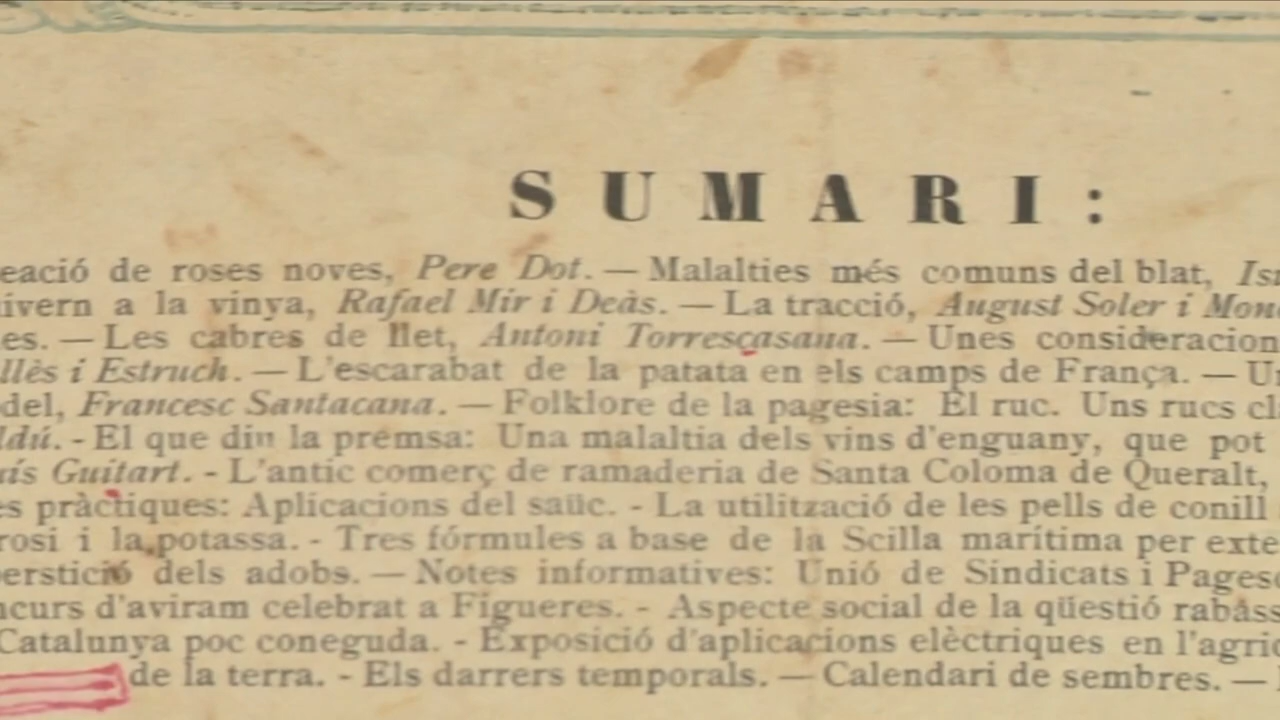 SUMARI:
eació de roses noves, Pere Dot. — Malalties més comuns del blat,
ivern a la vinya, Rafael Mir i Deàs. — La tracció, August Soler i
es. — Les cabres de llet, Antoni Torrescasana. — Unes consideracion
llès i Estruch. — L'escarabat de la patata en els camps de França. —
del, Francesc Santacana. — Folklore de la pagesia: El ruc. Uns rucs
ldú. - El que diu la premsa: Una malaltia dels vins d'enguany, que pot
Guitart. - L'antic comerç de ramaderia de Santa Coloma de Queralt,
es pràctiques: Aplicacions del saüc. - La utilització de les pells de conill
rosi i la potassa. - Tres fórmules a base de la Scilla marítima per exte
perstició dels adobs. — Notes informatives: Unió de Sindicats i Pagese
ncurs d'aviram celebrat a Figueres. - Aspecte social de la qüestió rabass
Catalunya poc coneguda. - Exposició d'aplicacions elèctriques en l'agric
de la terra. - Els darrers temporals. — Calendari de sembres. —